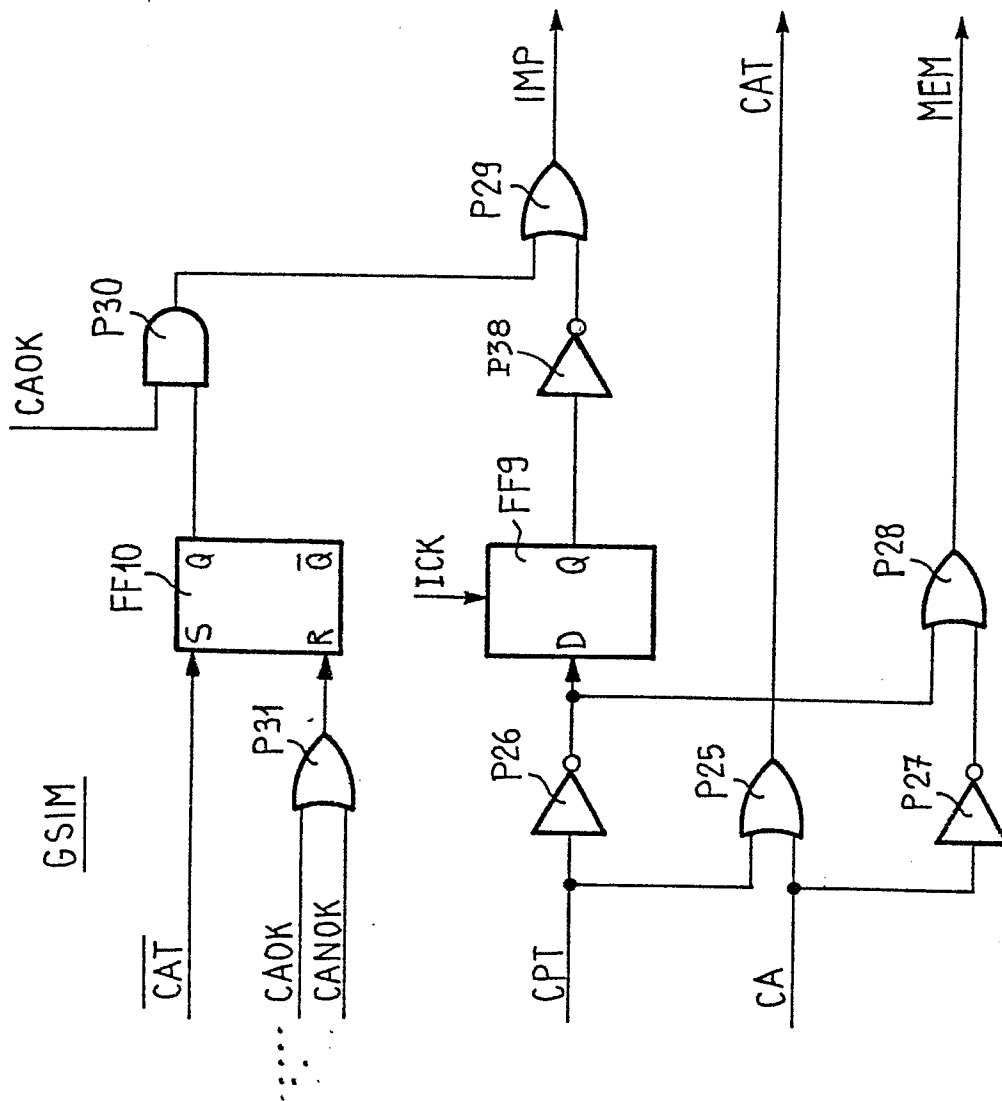 GSIM
CAOK
P30
IMP
P29
FF10
S
Q
R
Q̅
C̅A̅T̅
P31
CAOK
CANOK
ICK
FF9
D
Q
P38
CAT
P26
CPT
P25
CA
P27
P28
MEM